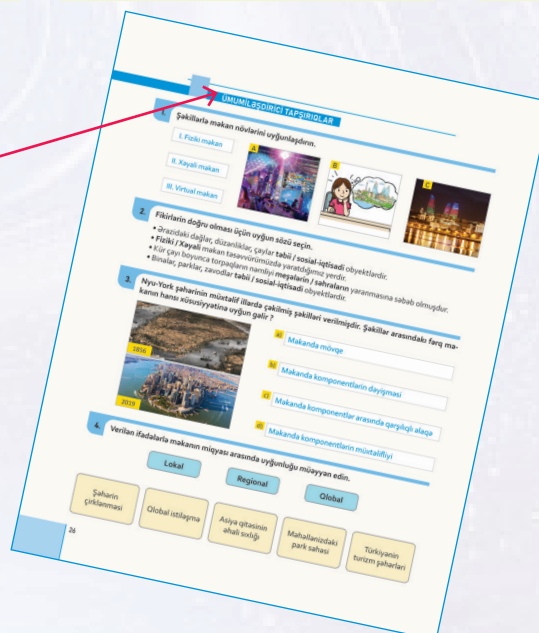 ÜMUMİLƏŞDİRİCİ TAPŞIRIQLAR
1. Şəkillərlə məkan növlərini uyğunlaşdırın.
I. Fiziki məkan
II. Xəyali məkan
III. Virtual məkan
A
B
C
2. Fikirlərin doğru olması üçün uyğun sözü seçin.
• Ərazidəki dağlar, düzənliklər, çaylar təbii / sosial-iqtisadi obyektlərdir.
• Fiziki / Xəyali məkan təsəvvürümüzdə yaratdığımız yerdir.
• Kür çayı boyunca torpaqların nəmliyi meşələrin / səhraların yaranmasına səbəb olmuşdur.
• Binalar, parklar, zavodlar təbii / sosial-iqtisadi obyektlərdir.
3. Nyu-York şəhərinin müxtəlif illərdə çəkilmiş şəkilləri verilmişdir. Şəkillər arasındakı fərq mə-
kanın hansı xüsusiyyətinə uyğun gəlir ?
1856
2019
a) Məkanda mövqe
b) Məkanda komponentlərin dəyişməsi
c) Məkanda komponentlər arasında qarşılıqlı əlaqə
d) Məkanda komponentlərin müxtəlifliyi
4. Verilən ifadələrlə məkanın miqyası arasında uyğunluğu müəyyən edin.
Lokal
Regional
Qlobal
Şəhərin
çirklənməsi
Qlobal istiləşmə
Asiya qitəsinin
əhali sıxlığı
Məhəllənizdəki
park sahəsi
Türkiyənin
turizm şəhərləri
26